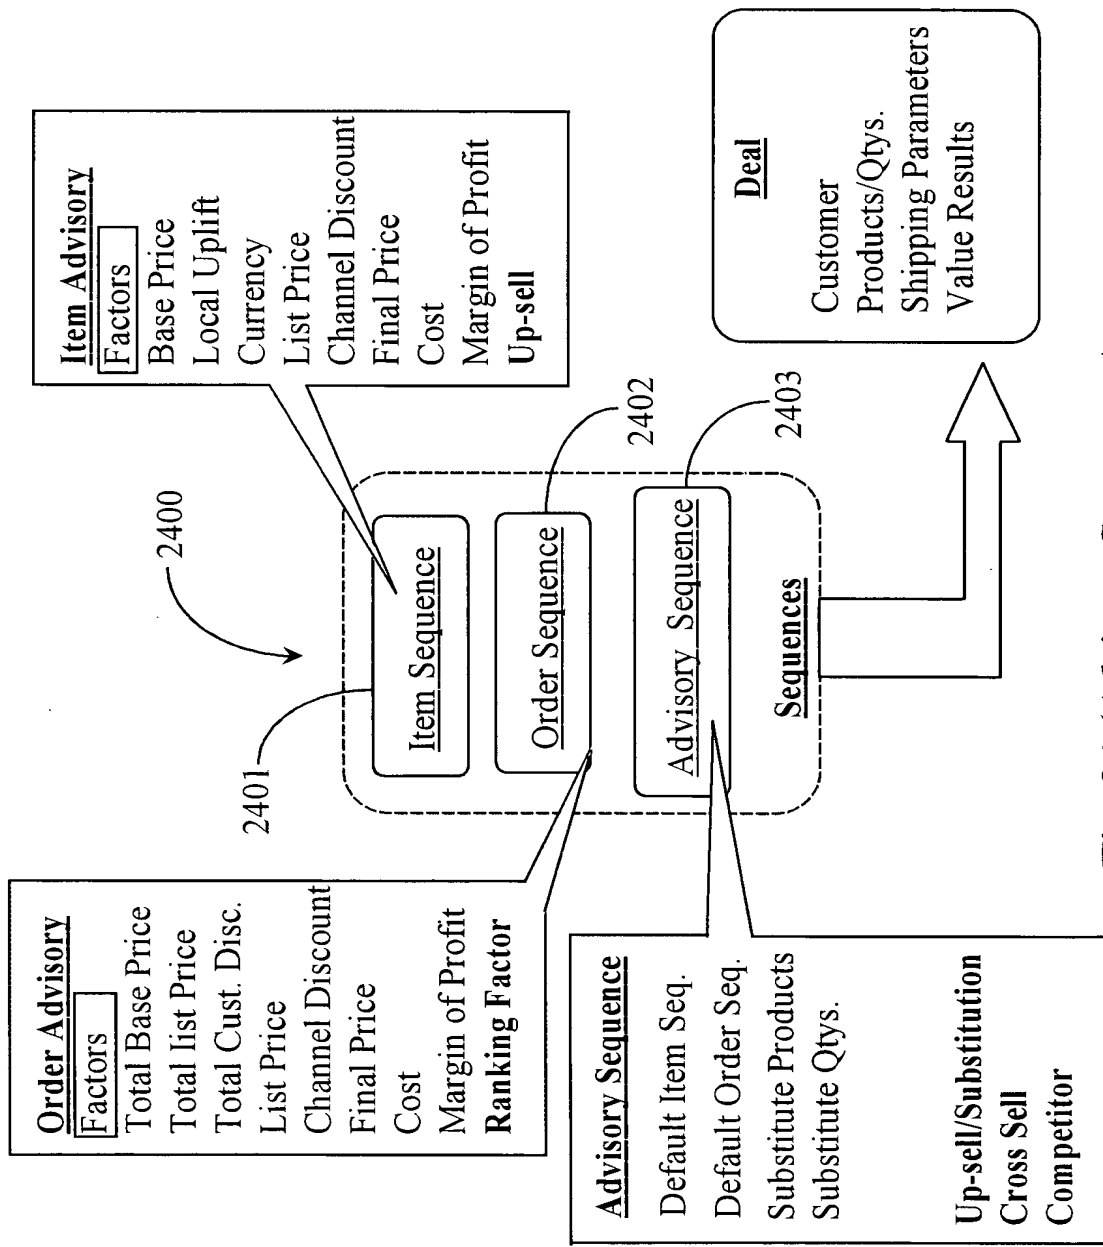 Order Advisory
Factors
Total Base Price
Total list Price
Total Cust. Disc.
List Price
Channel Discount
Final Price
Cost
Margin of Profit
Ranking Factor
2400
2401
Item Sequence
Order Sequence
2402
Advisory Sequence
2403
Sequences
Item Advisory
Factors
Base Price
Local Uplift
Currency
List Price
Channel Discount
Final Price
Cost
Margin of Profit
Up-sell
Advisory Sequence
Default Item Seq.
Default Order Seq.
Substitute Products
Substitute Qtys.
Up-sell/Substitution
Cross Sell
Competitor
Deal
Customer
Products/Qtys.
Shipping Parameters
Value Results